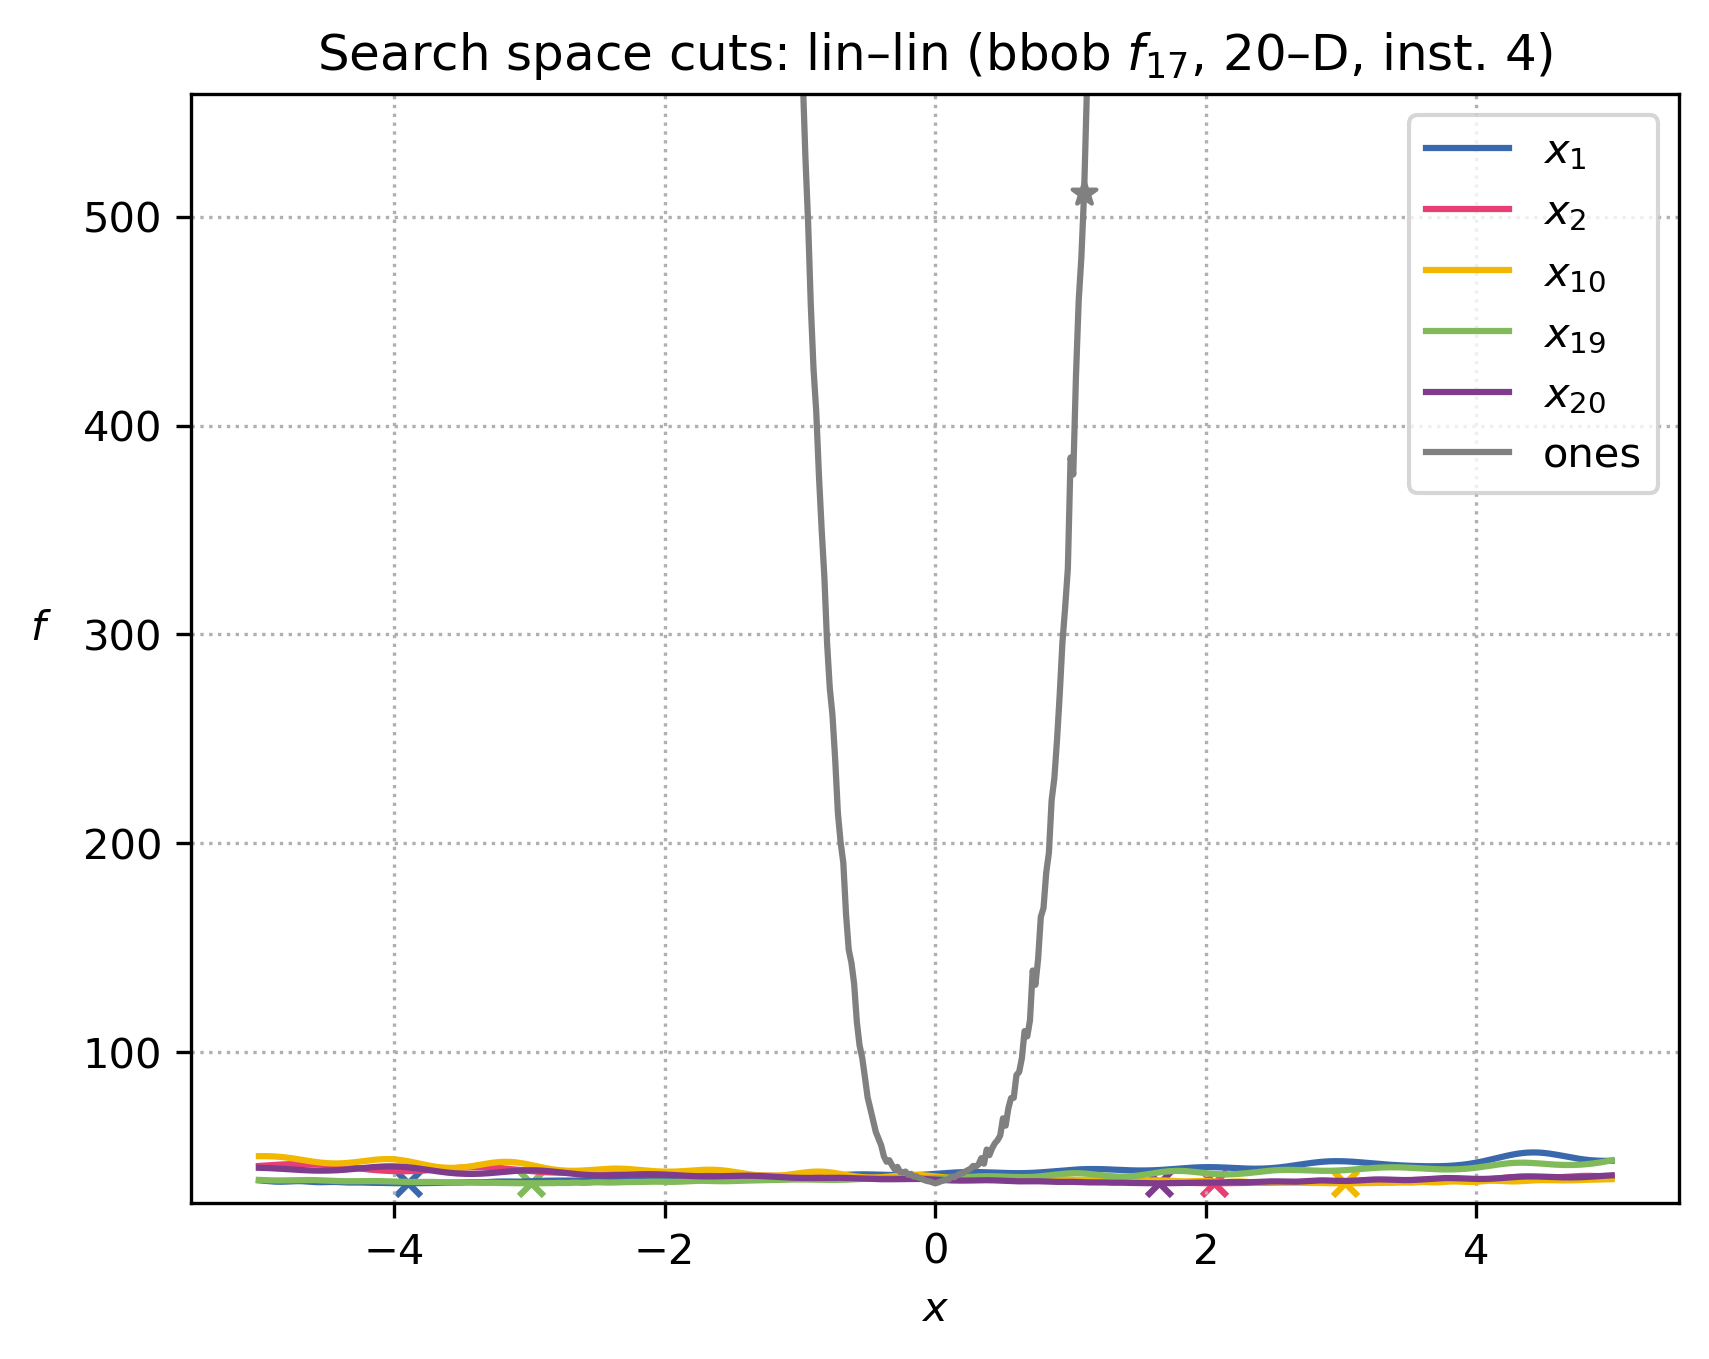 Search space cuts: lin–lin (bbob f₁₇, 20–D, inst. 4)
x₁
x₂
x₁₀
x₁₉
x₂₀
ones
500
400
300
200
100
f
−4
−2
0
2
4
x